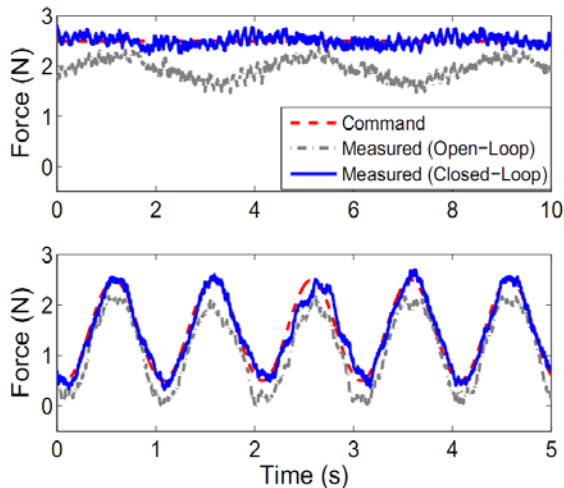 3
2
1
0
Force (N)
Command
Measured (Open-Loop)
Measured (Closed-Loop)
0 2 4 6 8 10
3
2
1
0
Force (N)
0 1 2 3 4 5
Time (s)